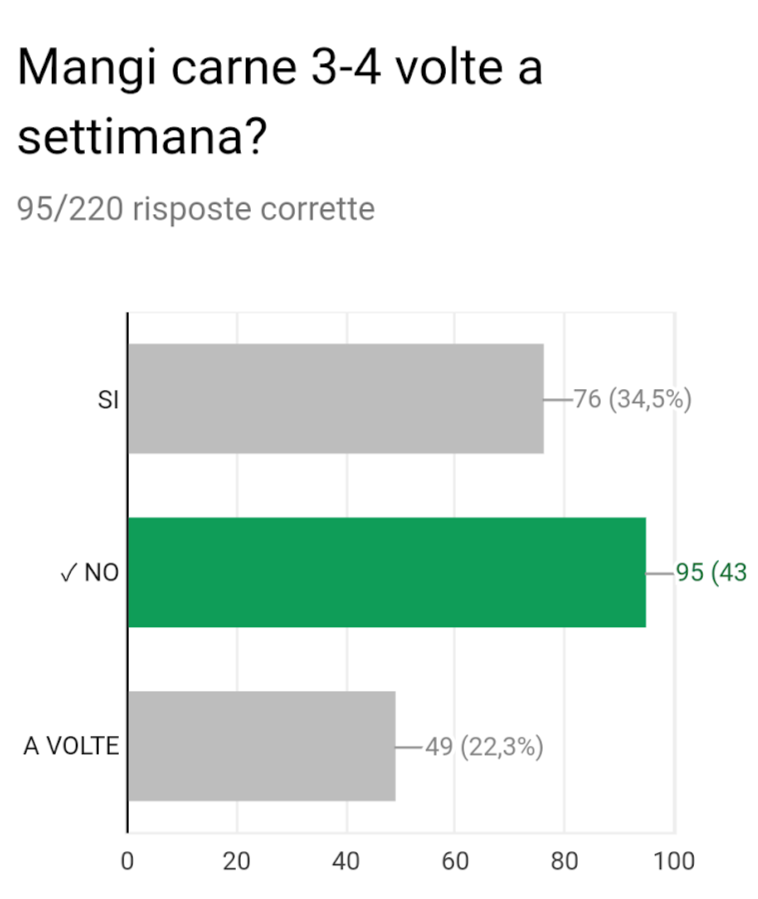 Mangi carne 3-4 volte a
settimana?
95/220 risposte corrette
SI
76 (34,5%)
✓ NO
95 (43
A VOLTE
49 (22,3%)
0 20 40 60 80 100